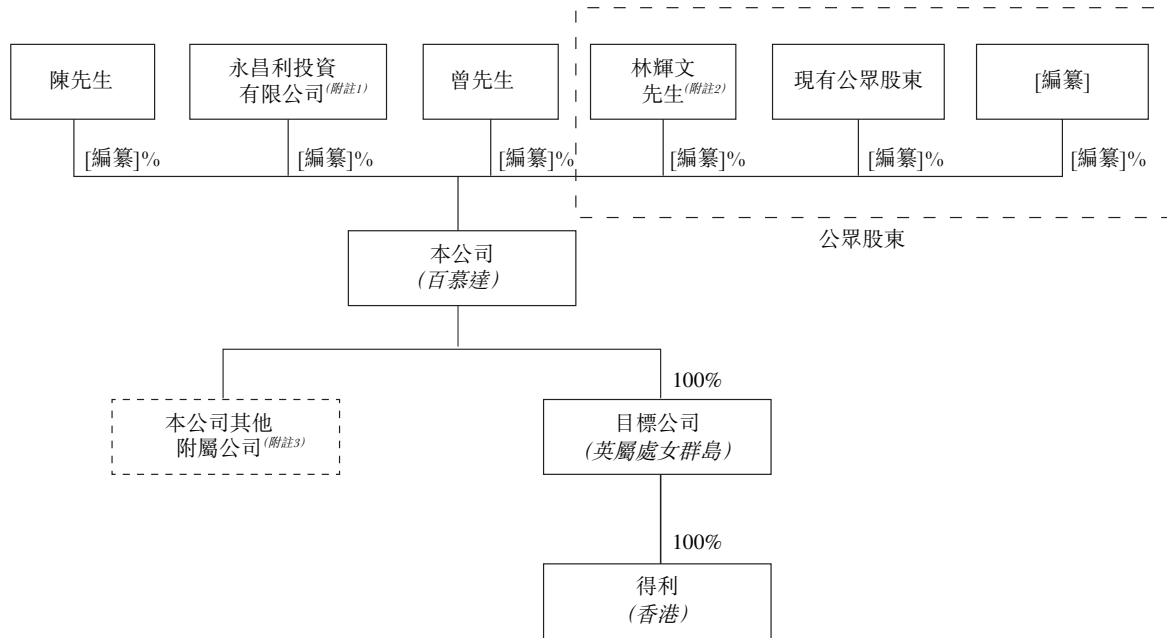 陳先生
永昌利投資
有限公司(附註1)
曾先生
林輝文
先生(附註2)
現有公眾股東
[編纂]
[編纂]%
[編纂]%
[編纂]%
[編纂]%
[編纂]%
[編纂]%
公眾股東
本公司
(百慕達)
100%
本公司其他
附屬公司(附註3)
目標公司
(英屬處女群島)
100%
得利
(香港)